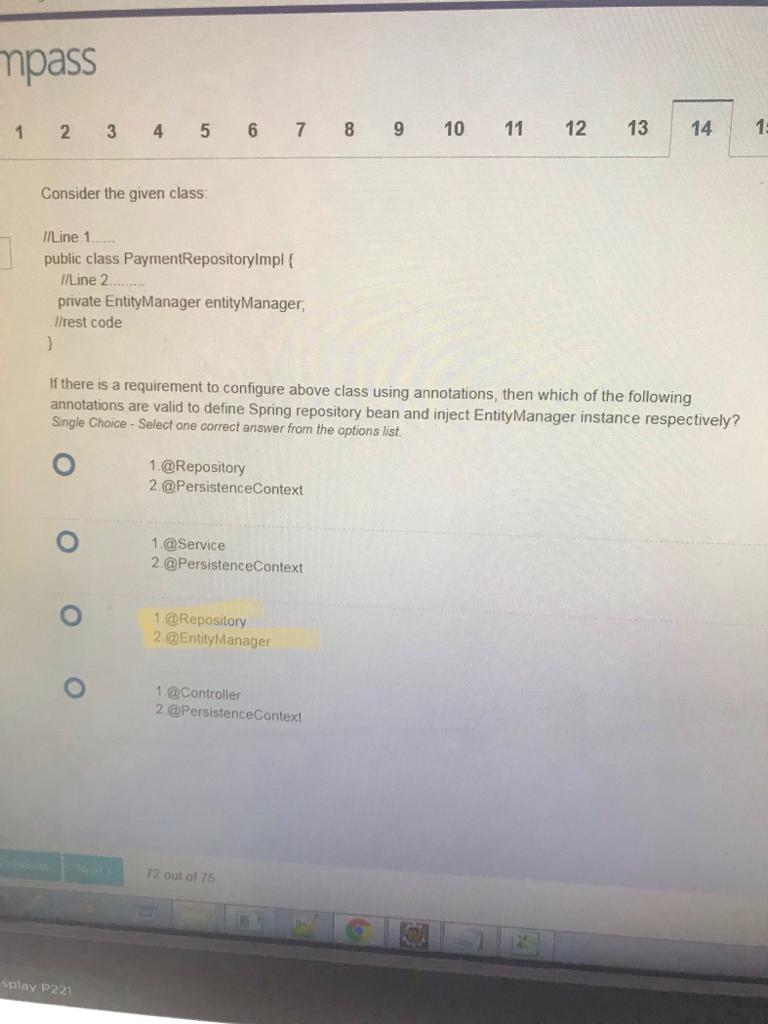 mpass
1 2 3 4 5 6 7 8 9 10 11 12 13 14
Consider the given class:
//Line 1......
public class PaymentRepositoryImpl {
//Line 2.........
private EntityManager entityManager;
//rest code
}
If there is a requirement to configure above class using annotations, then which of the following
annotations are valid to define Spring repository bean and inject EntityManager instance respectively?
Single Choice - Select one correct answer from the options list.
1.@Repository
2.@PersistenceContext
1.@Service
2.@PersistenceContext
1.@Repository
2.@EntityManager
1.@Controller
2.@PersistenceContext
Previous Next >
72 out of 75
splay P221